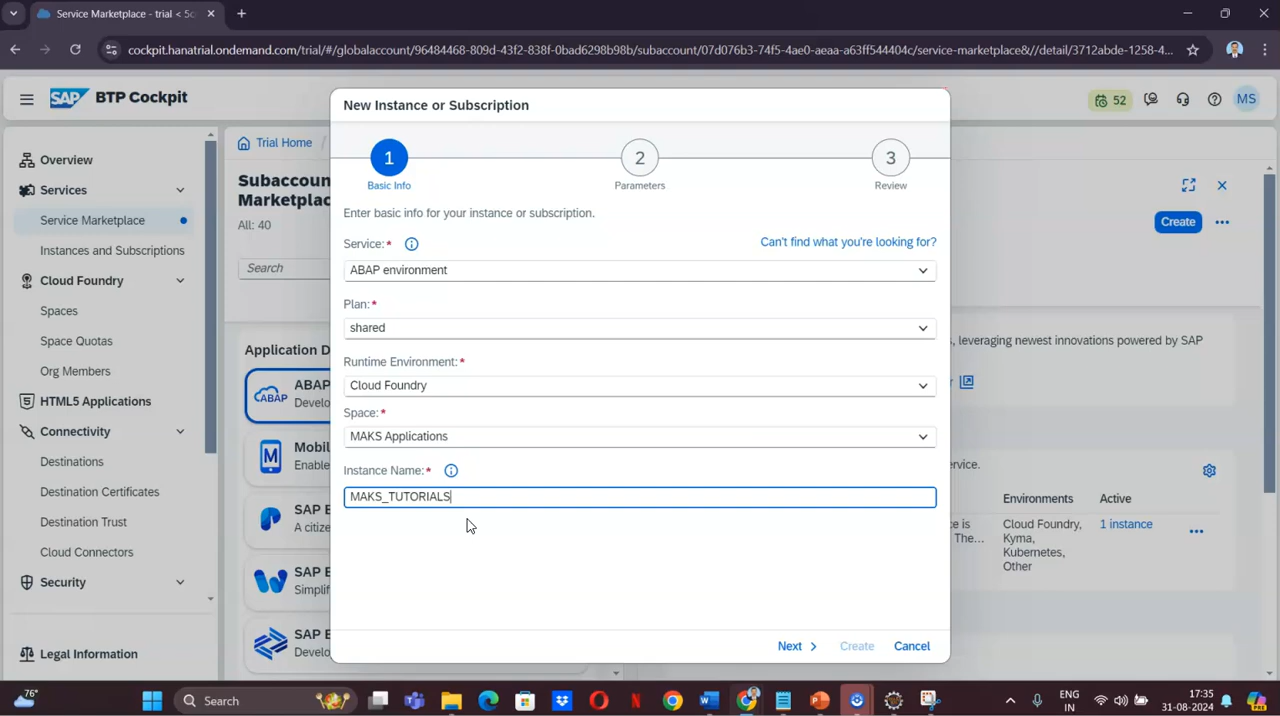 Service Marketplace - trial < 5c
cockpit.hanatrial.ondemand.com/trial/#/globalaccount/96484468-809d-43f2-838f-0bad6298b98b/subaccount/07d076b3-74f5-4ae0-aeaa-a63ff544404c/service-marketplace&//detail/3712abde-1258-4...
SAP BTP Cockpit
52
MS
Overview
Services
Service Marketplace
Instances and Subscriptions
Cloud Foundry
Spaces
Space Quotas
Org Members
HTML5 Applications
Connectivity
Destinations
Destination Certificates
Destination Trust
Cloud Connectors
Security
Legal Information
Trial Home /
Subaccoun
Marketplac
All: 40
Search
Application D
ABAP
ABAP
Develo
Mobil
Enable
SAP E
A citize
SAP E
Simplif
SAP E
Develo
New Instance or Subscription
1
2
3
Basic Info
Parameters
Review
Enter basic info for your instance or subscription.
Service:*
Can't find what you're looking for?
ABAP environment
Plan:*
shared
Runtime Environment:*
Cloud Foundry
Space:*
MAKS Applications
Instance Name:*
MAKS_TUTORIALS
Next
Create
Cancel
Create
s, leveraging newest innovations powered by SAP
rvice.
Environments
Active
ce is
The...
Cloud Foundry,
Kyma,
Kubernetes,
Other
1 instance
76°
Search
ENG
IN
17:35
31-08-2024